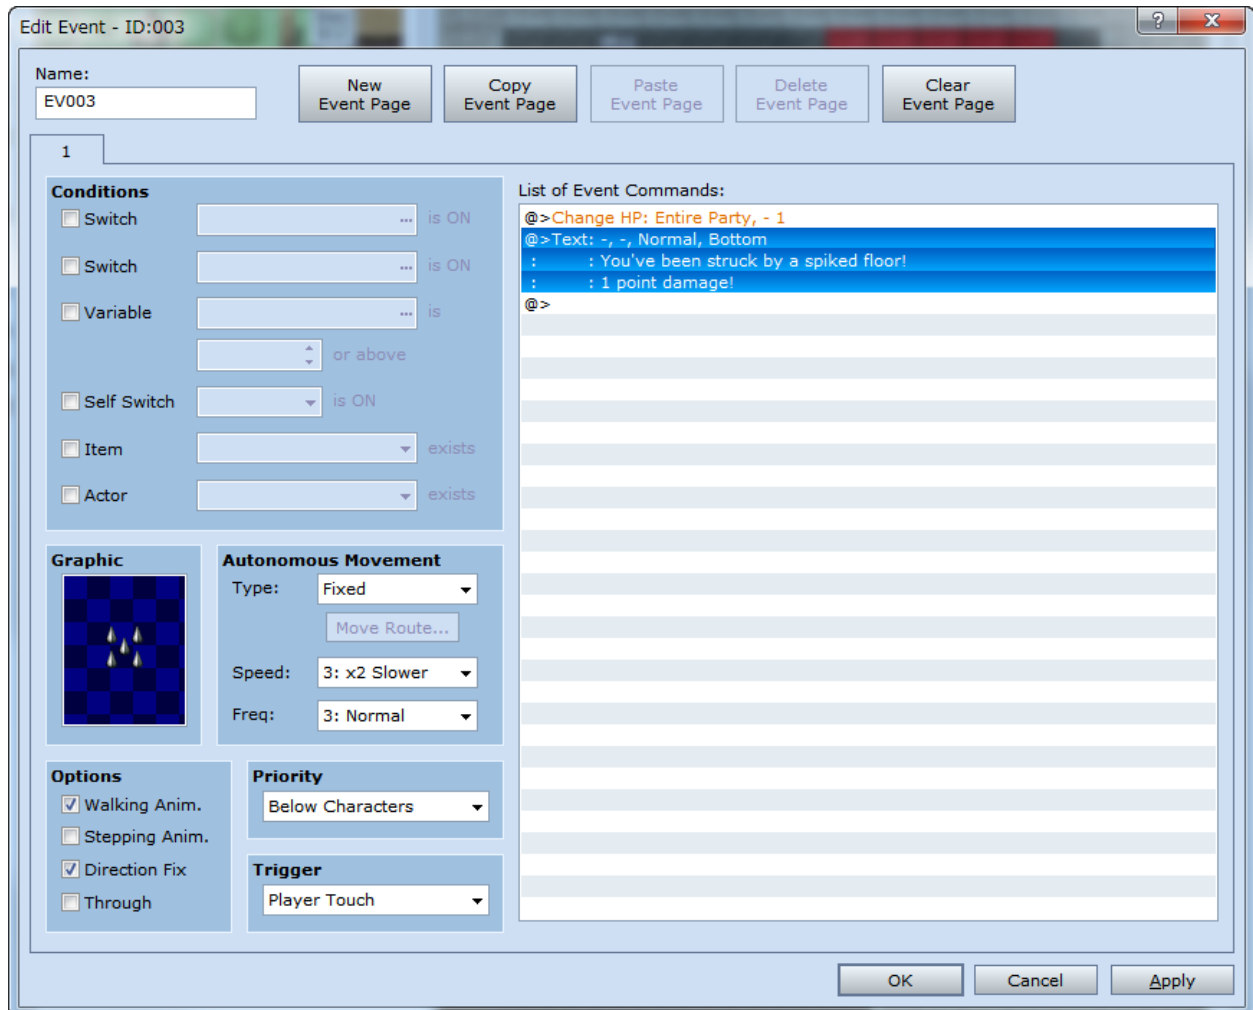 Edit Event - ID:003
Name:
EV003
New
Event Page
Copy
Event Page
Paste
Event Page
Delete
Event Page
Clear
Event Page
1
Conditions
Switch ... is ON
Switch ... is ON
Variable ... is
or above
Self Switch is ON
Item exists
Actor exists
Graphic
Autonomous Movement
Type: Fixed
Move Route...
Speed: 3: x2 Slower
Freq: 3: Normal
Options
Walking Anim.
Stepping Anim.
Direction Fix
Through
Priority
Below Characters
Trigger
Player Touch
List of Event Commands:
@>Change HP: Entire Party, - 1
@>Text: -, -, Normal, Bottom
: : You've been struck by a spiked floor!
: : 1 point damage!
@>
OK
Cancel
Apply